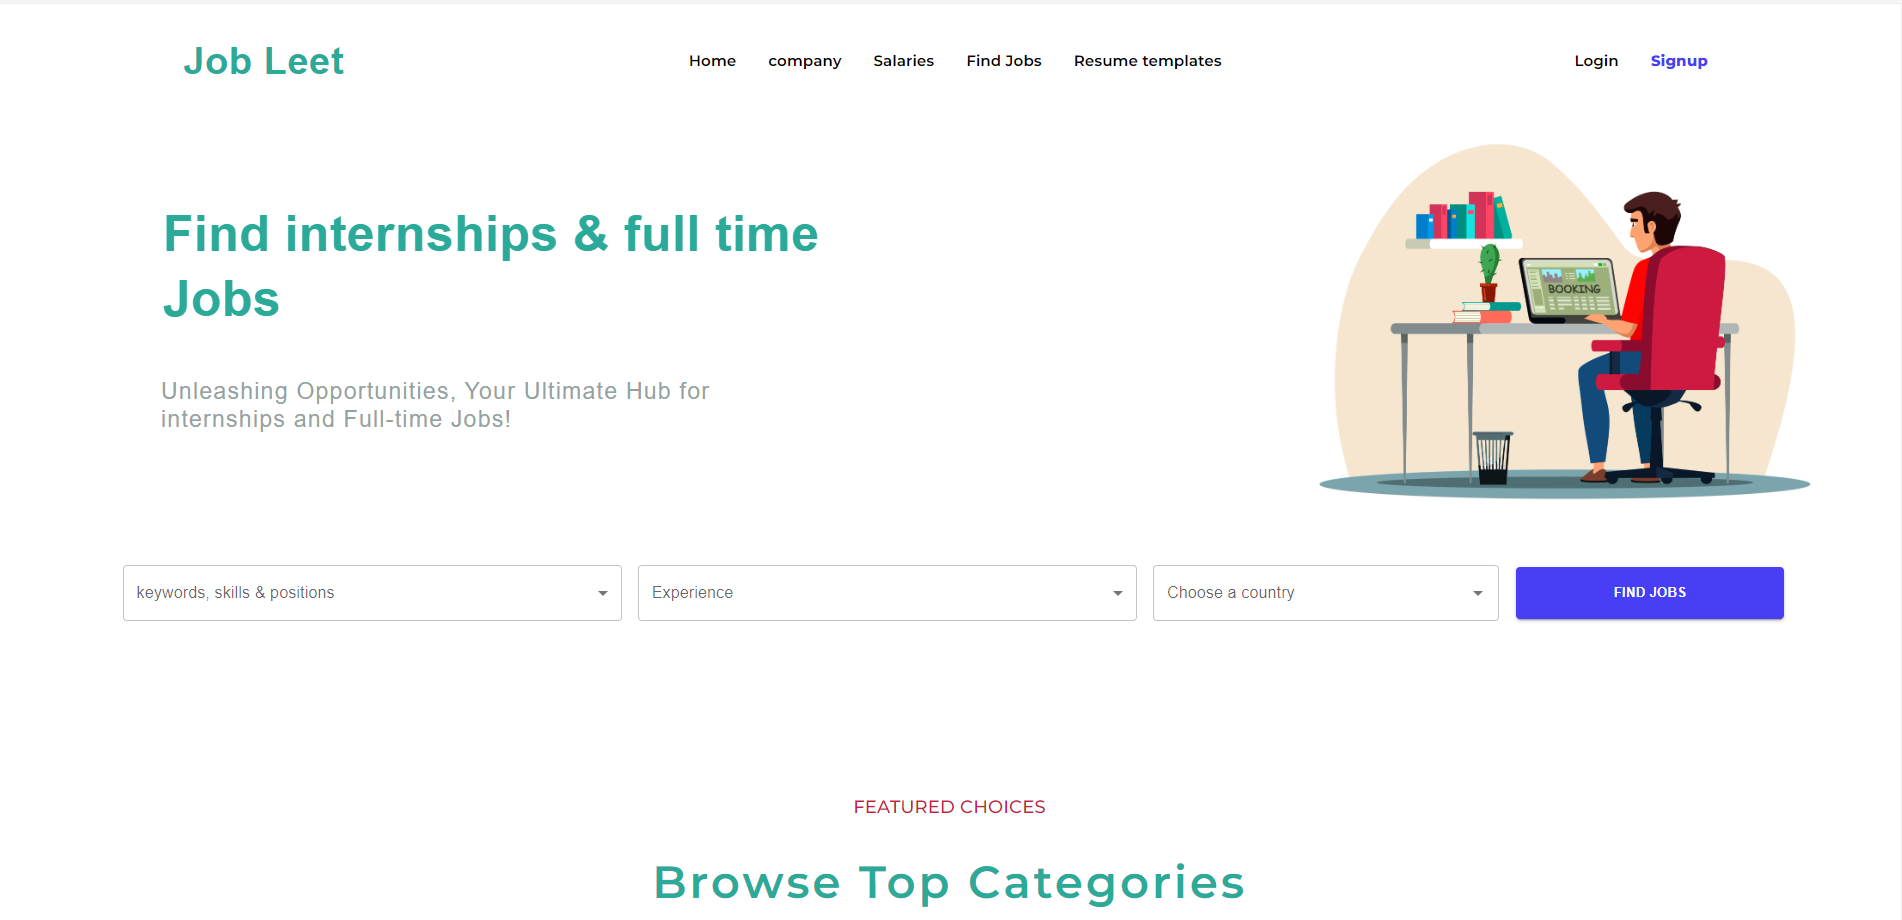 Job Leet
Home company Salaries Find Jobs Resume templates
Login Signup
Find internships & full time
Jobs
Unleashing Opportunities, Your Ultimate Hub for
internships and Full-time Jobs!
BOOKING
keywords, skills & positions
Experience
Choose a country
FIND JOBS
FEATURED CHOICES
Browse Top Categories